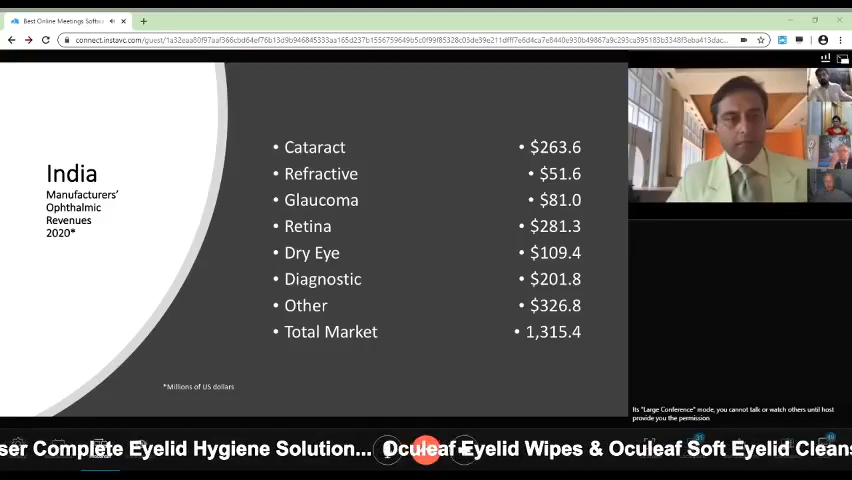 Best Online Meetings Softwa
connect.instavc.com/guest/
India
Manufacturers’
Ophthalmic
Revenues
2020*
• Cataract • $263.6
• Refractive • $51.6
• Glaucoma • $81.0
• Retina • $281.3
• Dry Eye • $109.4
• Diagnostic • $201.8
• Other • $326.8
• Total Market • 1,315.4
*Millions of US dollars
Its "Large Conference" mode, you cannot talk or watch others until host
provide you the permission
ser Complete Eyelid Hygiene Solution... Oculeaf Eyelid Wipes & Oculeaf Soft Eyelid Cleans